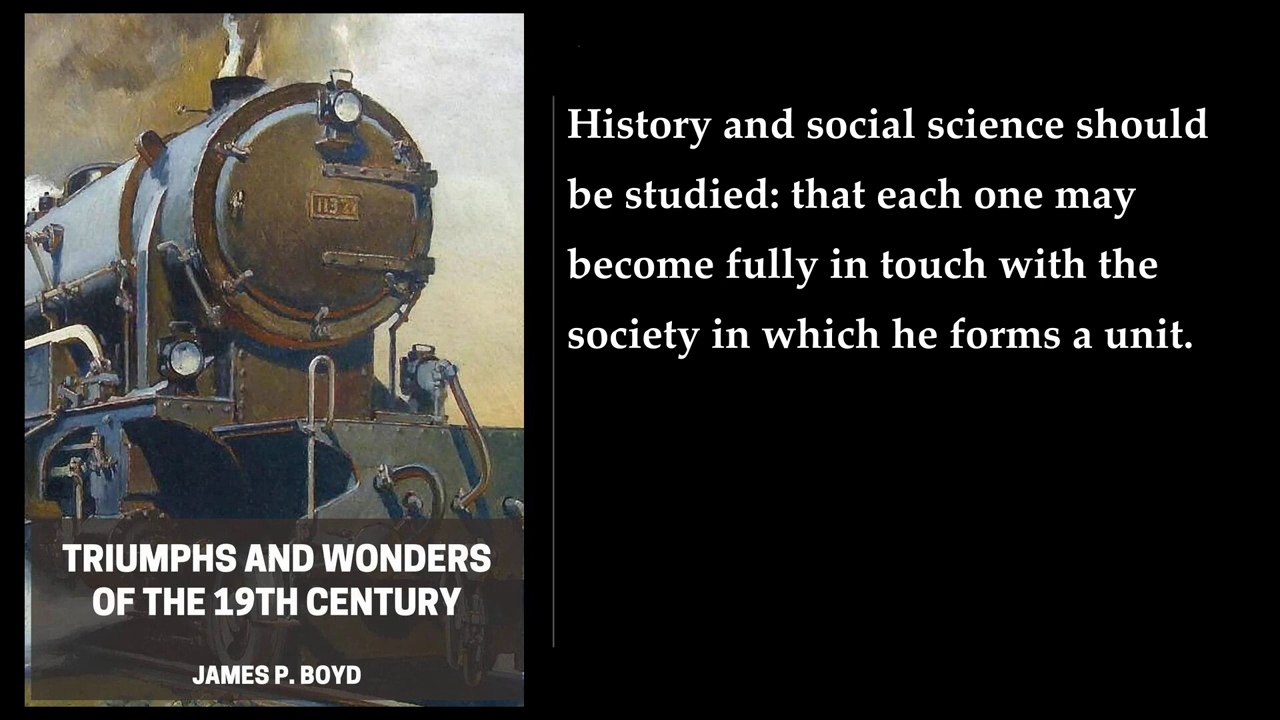 TRIUMPHS AND WONDERS
OF THE 19TH CENTURY
JAMES P. BOYD
History and social science should
be studied: that each one may
become fully in touch with the
society in which he forms a unit.